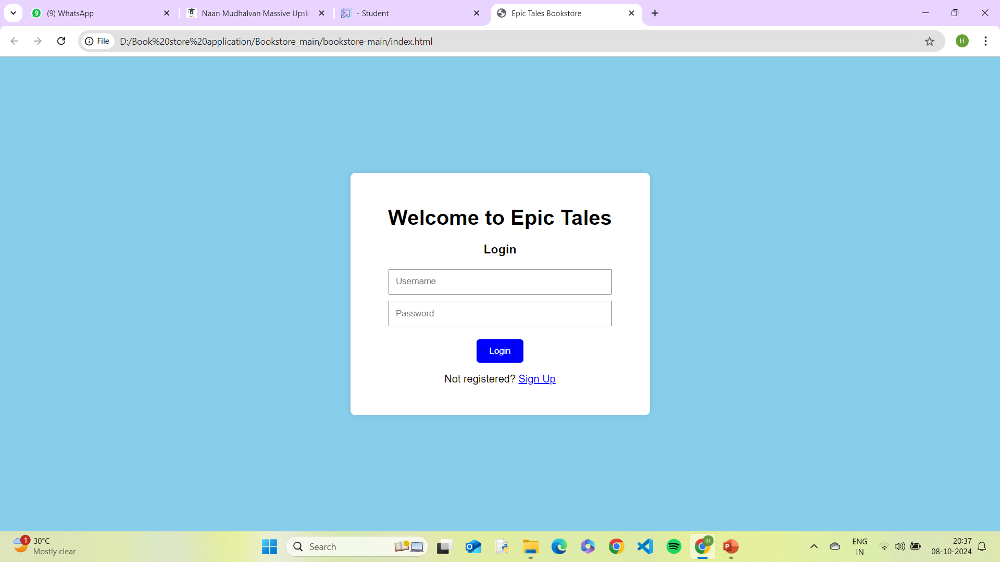 9
(9) WhatsApp
Naan Mudhalvan Massive Upsk
- Student
Epic Tales Bookstore
File
D:/Book%20store%20application/Bookstore_main/bookstore-main/index.html
H
Welcome to Epic Tales
Login
Username
Password
Login
Not registered? Sign Up
1
30°C
Mostly clear
Search
H
ENG
IN
20:37
08-10-2024